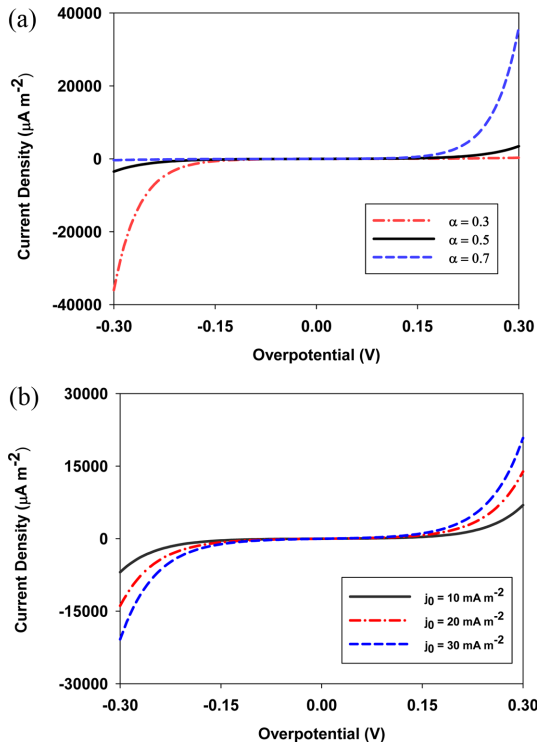 (a)
40000
20000
0
-20000
-40000
Current Density (μA m-2)
α = 0.3
α = 0.5
α = 0.7
-0.30 -0.15 0.00 0.15 0.30
Overpotential (V)
(b)
30000
15000
0
-15000
-30000
Current Density (μA m-2)
j0 = 10 mA m-2
j0 = 20 mA m-2
j0 = 30 mA m-2
-0.30 -0.15 0.00 0.15 0.30
Overpotential (V)